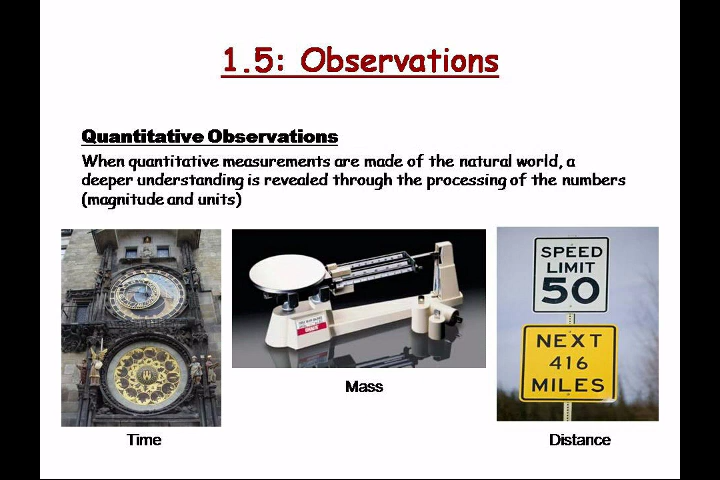 1.5: Observations
Quantitative Observations
When quantitative measurements are made of the natural world, a
deeper understanding is revealed through the processing of the numbers
(magnitude and units)
SPEED
LIMIT
50
NEXT
416
MILES
Mass
Time
Distance